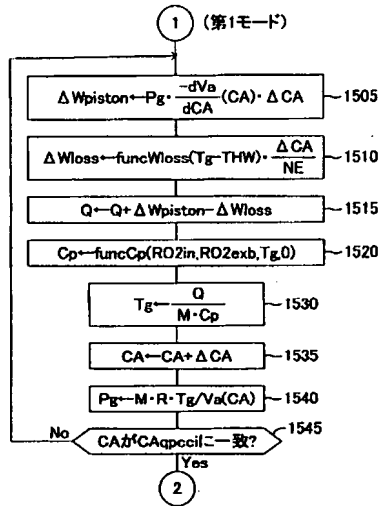 1 (第1モード)
ΔWpiston←Pg・-dVa/dCA(CA)・ΔCA 1505
ΔWloss←funcWloss(Tg-THW)・ΔCA/NE 1510
Q←Q+ΔWpiston-ΔWloss 1515
Cp←funcCp(RO2in,RO2exb,Tg,0) 1520
Tg←Q/M・Cp 1530
CA←CA+ΔCA 1535
Pg←M・R・Tg/Va(CA) 1540
No CAがCAqpccilに一致? 1545
Yes
2